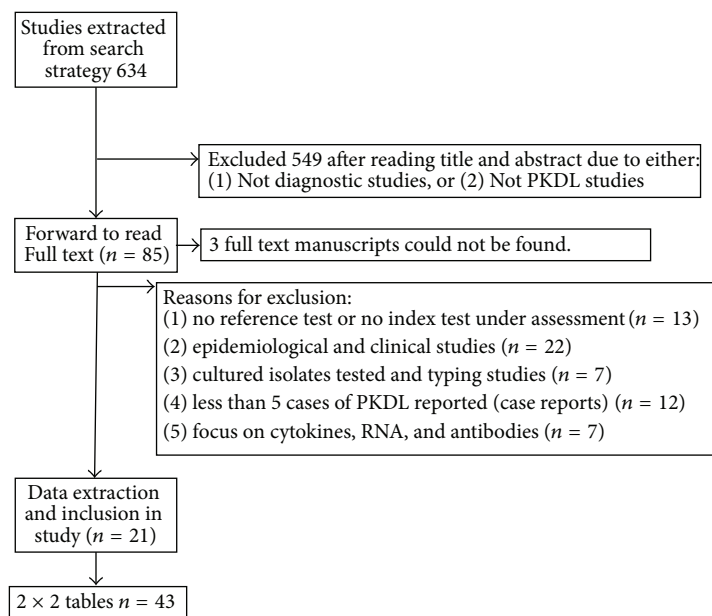 Studies extracted
from search
strategy 634
Excluded 549 after reading title and abstract due to either:
(1) Not diagnostic studies, or (2) Not PKDL studies
Forward to read
Full text (n = 85)
3 full text manuscripts could not be found.
Reasons for exclusion:
(1) no reference test or no index test under assessment (n = 13)
(2) epidemiological and clinical studies (n = 22)
(3) cultured isolates tested and typing studies (n = 7)
(4) less than 5 cases of PKDL reported (case reports) (n = 12)
(5) focus on cytokines, RNA, and antibodies (n = 7)
Data extraction
and inclusion in
study (n = 21)
2 × 2 tables n = 43